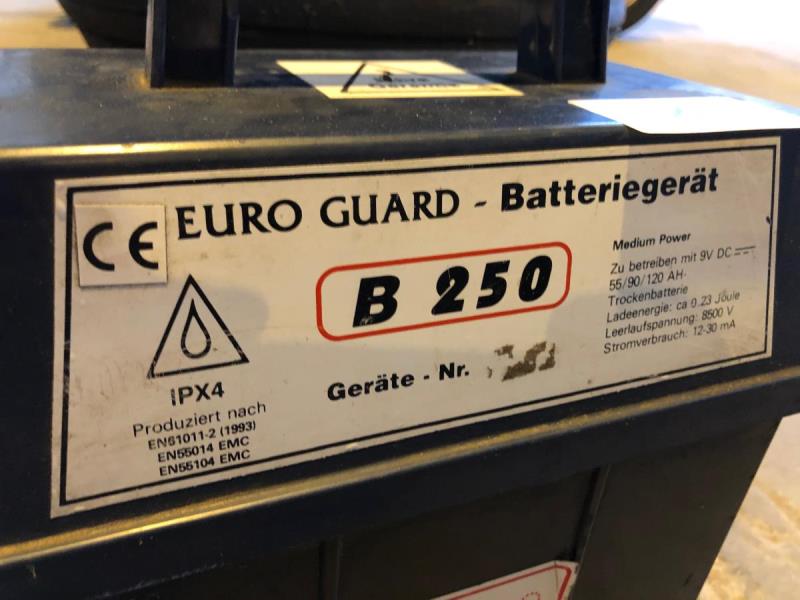 CE
EURO GUARD - Batteriegerät
B 250
Geräte - Nr.
IPX4
Produziert nach
EN61011-2 (1993)
EN55014 EMC
EN55104 EMC
Medium Power
Zu betreiben mit 9V DC
55/90/120 AH-
Trockenbatterie
Ladeenergie: ca 0.23 Joule
Leerlaufspannung: 8500 V
Stromverbrauch: 12-30 mA